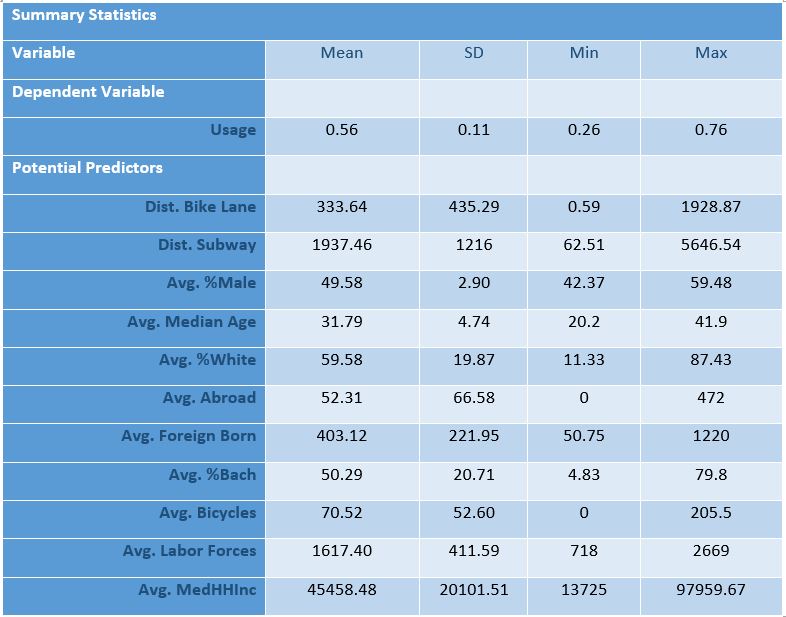 Summary Statistics
Variable Mean SD Min Max
Dependent Variable
Usage 0.56 0.11 0.26 0.76
Potential Predictors
Dist. Bike Lane 333.64 435.29 0.59 1928.87
Dist. Subway 1937.46 1216 62.51 5646.54
Avg. %Male 49.58 2.90 42.37 59.48
Avg. Median Age 31.79 4.74 20.2 41.9
Avg. %White 59.58 19.87 11.33 87.43
Avg. Abroad 52.31 66.58 0 472
Avg. Foreign Born 403.12 221.95 50.75 1220
Avg. %Bach 50.29 20.71 4.83 79.8
Avg. Bicycles 70.52 52.60 0 205.5
Avg. Labor Forces 1617.40 411.59 718 2669
Avg. MedHHInc 45458.48 20101.51 13725 97959.67